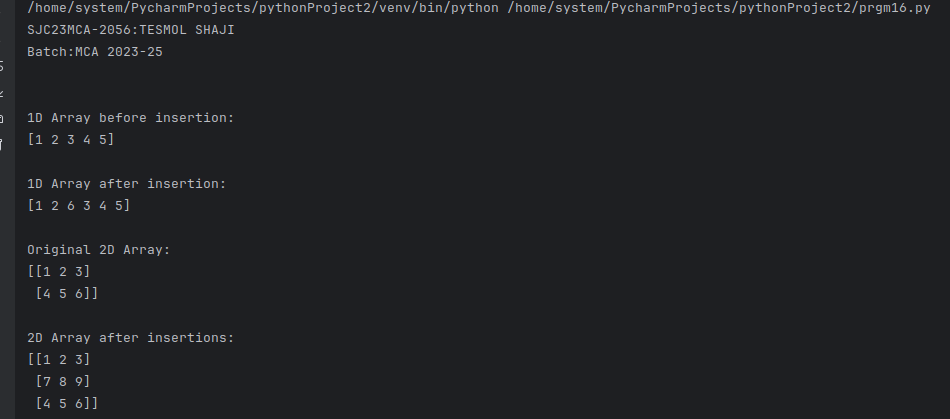 /home/system/PycharmProjects/pythonProject2/venv/bin/python /home/system/PycharmProjects/pythonProject2/prgm16.py
SJC23MCA-2056:TESMOL SHAJI
Batch:MCA 2023-25
1D Array before insertion:
[1 2 3 4 5]
1D Array after insertion:
[1 2 6 3 4 5]
Original 2D Array:
[[1 2 3]
 [4 5 6]]
2D Array after insertions:
[[1 2 3]
 [7 8 9]
 [4 5 6]]